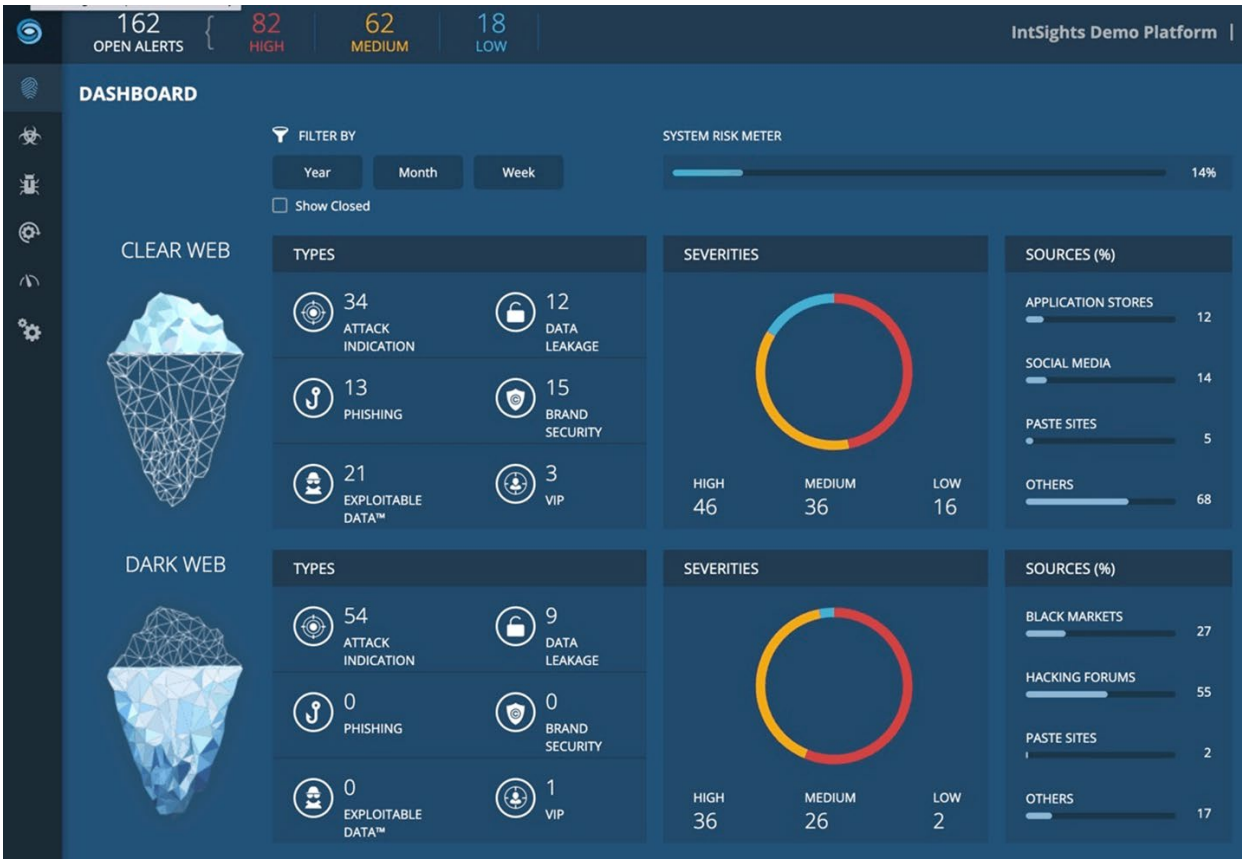 162
OPEN ALERTS
{
82
HIGH
62
MEDIUM
18
LOW
IntSights Demo Platform |
DASHBOARD
FILTER BY
Year
Month
Week
Show Closed
SYSTEM RISK METER
14%
CLEAR WEB
TYPES
34
ATTACK
INDICATION
12
DATA
LEAKAGE
13
PHISHING
15
BRAND
SECURITY
21
EXPLOITABLE
DATA™
3
VIP
SEVERITIES
HIGH
46
MEDIUM
36
LOW
16
SOURCES (%)
APPLICATION STORES
12
SOCIAL MEDIA
14
PASTE SITES
5
OTHERS
68
DARK WEB
TYPES
54
ATTACK
INDICATION
9
DATA
LEAKAGE
0
PHISHING
0
BRAND
SECURITY
0
EXPLOITABLE
DATA™
1
VIP
SEVERITIES
HIGH
36
MEDIUM
26
LOW
2
SOURCES (%)
BLACK MARKETS
27
HACKING FORUMS
55
PASTE SITES
2
OTHERS
17